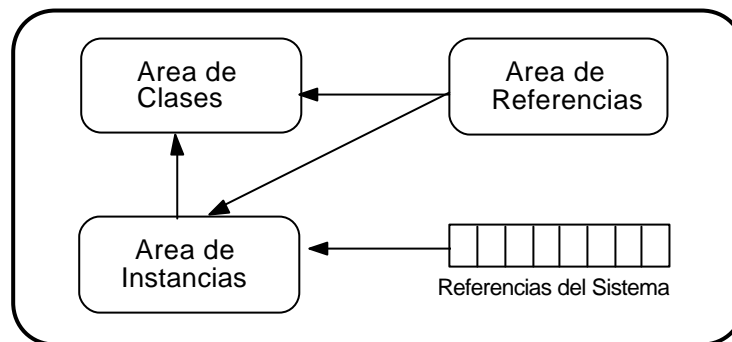 Area de
Clases
Area de
Referencias
Area de
Instancias
Referencias del Sistema